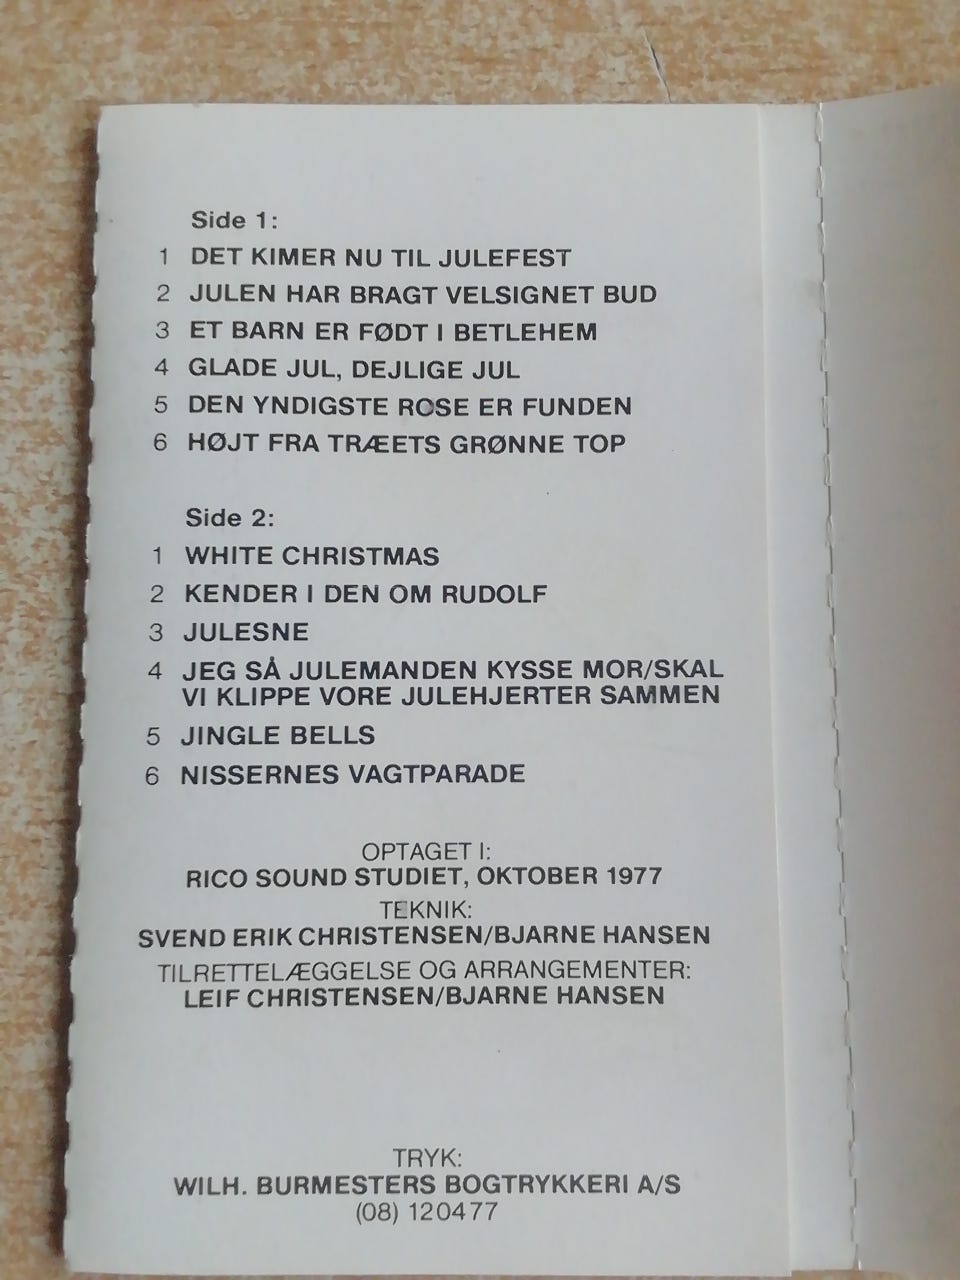 Side 1:
1 DET KIMER NU TIL JULEFEST
2 JULEN HAR BRAGT VELSIGNET BUD
3 ET BARN ER FØDT I BETLEHEM
4 GLADE JUL, DEJLIGE JUL
5 DEN YNDIGSTE ROSE ER FUNDEN
6 HØJT FRA TRÆETS GRØNNE TOP
Side 2:
1 WHITE CHRISTMAS
2 KENDER I DEN OM RUDOLF
3 JULESNE
4 JEG SÅ JULEMANDEN KYSSE MOR/SKAL
VI KLIPPE VORE JULEHJERTER SAMMEN
5 JINGLE BELLS
6 NISSERNES VAGTPARADE
OPTAGET I:
RICO SOUND STUDIET, OKTOBER 1977
TEKNIK:
SVEND ERIK CHRISTENSEN/BJARNE HANSEN
TILRETTELÆGGELSE OG ARRANGEMENTER:
LEIF CHRISTENSEN/BJARNE HANSEN
TRYK:
WILH. BURMESTERS BOGTRYKKERI A/S
(08) 120477